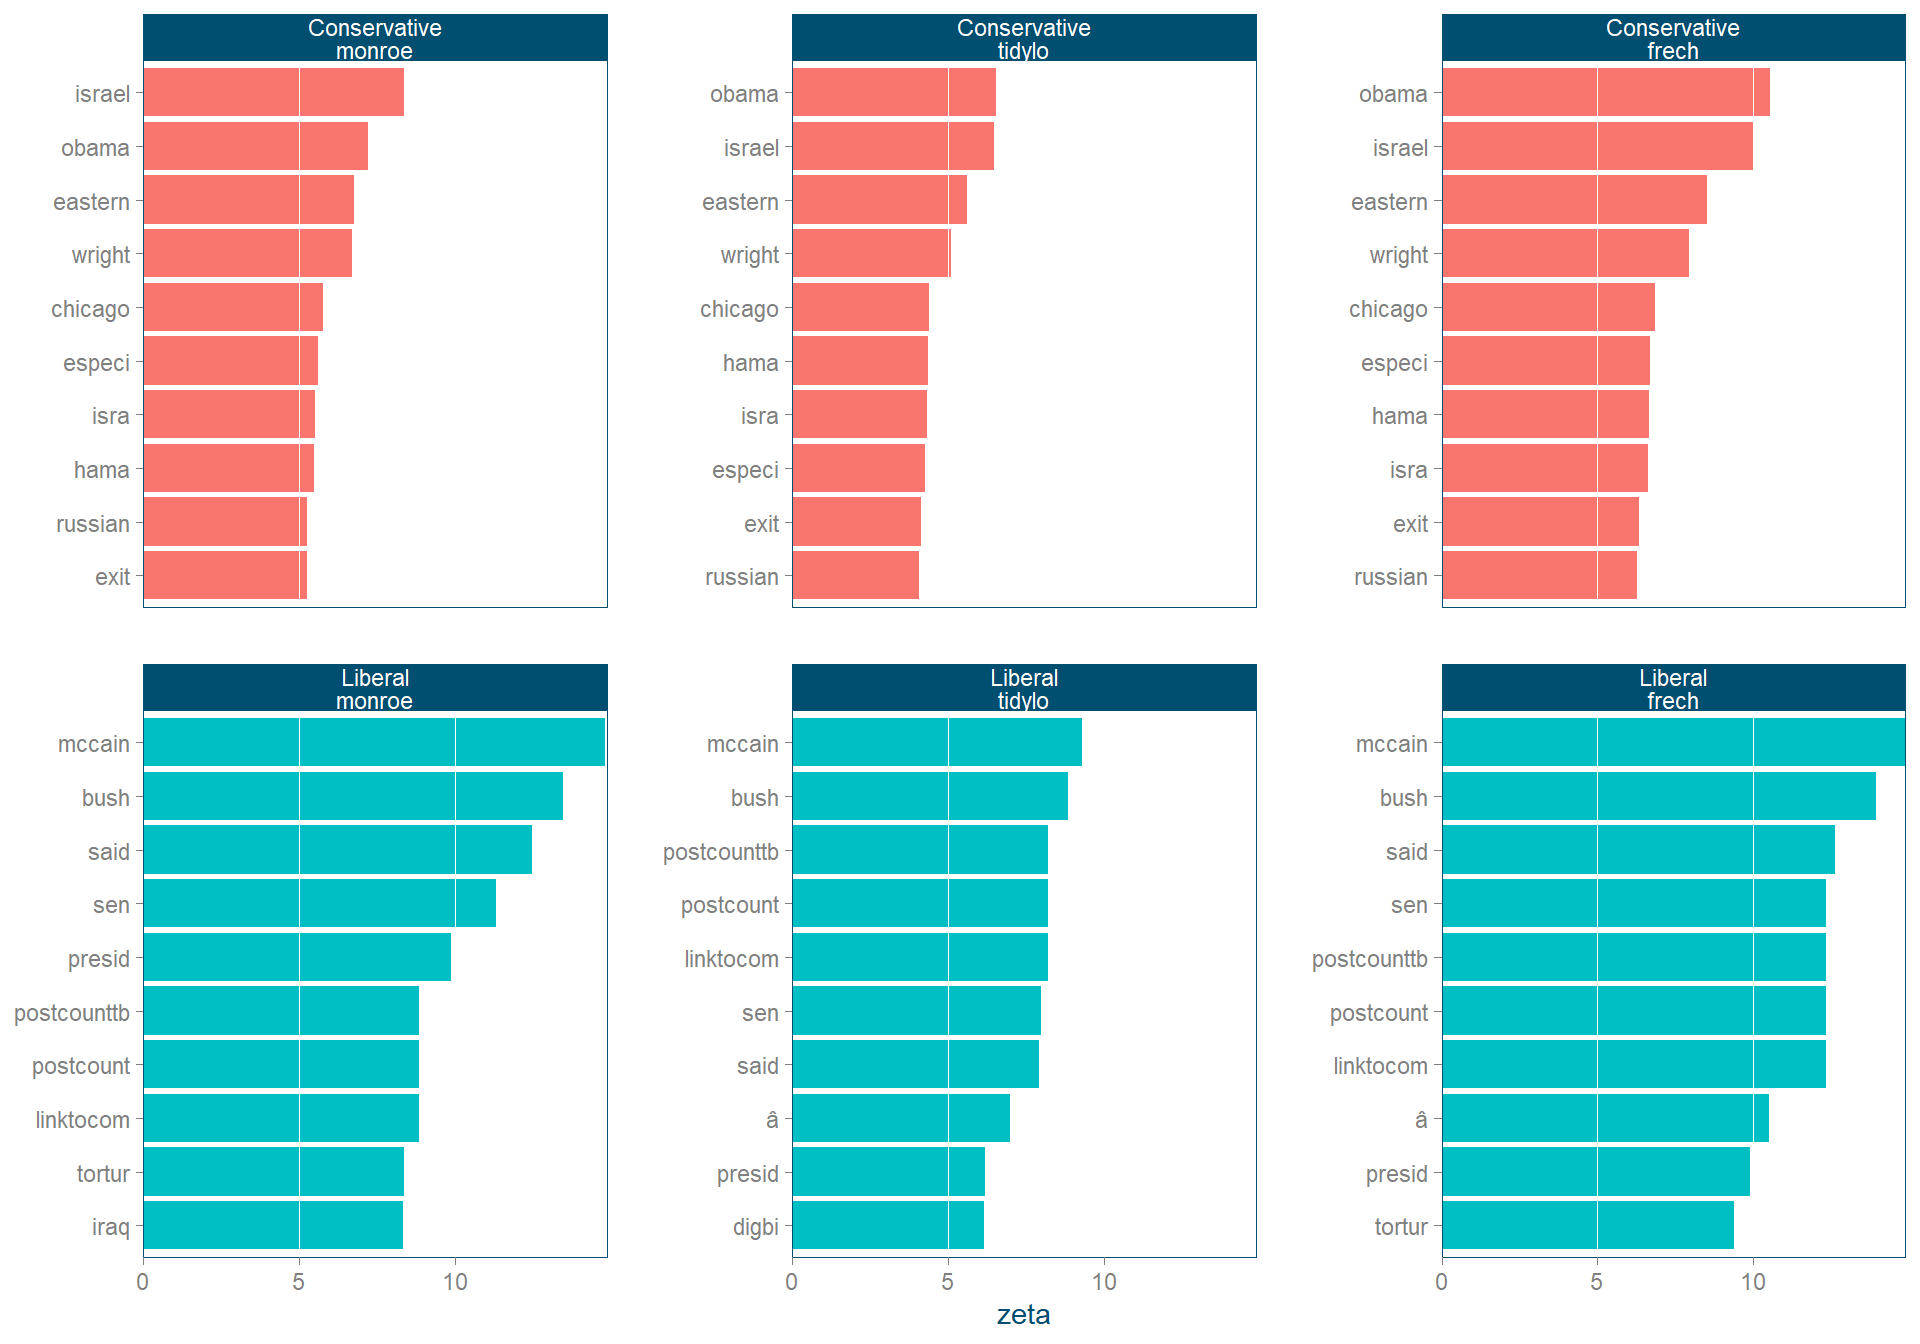 Conservative
monroe
israel
obama
eastern
wright
chicago
especi
isra
hama
russian
exit
Conservative
tidylo
obama
israel
eastern
wright
chicago
hama
isra
especi
exit
russian
Conservative
frech
obama
israel
eastern
wright
chicago
especi
hama
isra
exit
russian
Liberal
monroe
mccain
bush
said
sen
presid
postcounttb
postcount
linktocom
tortur
iraq
0 5 10
Liberal
tidylo
mccain
bush
postcounttb
postcount
linktocom
sen
said
â
presid
digbi
0 5 10
Liberal
frech
mccain
bush
said
sen
postcounttb
postcount
linktocom
â
presid
tortur
0 5 10
zeta